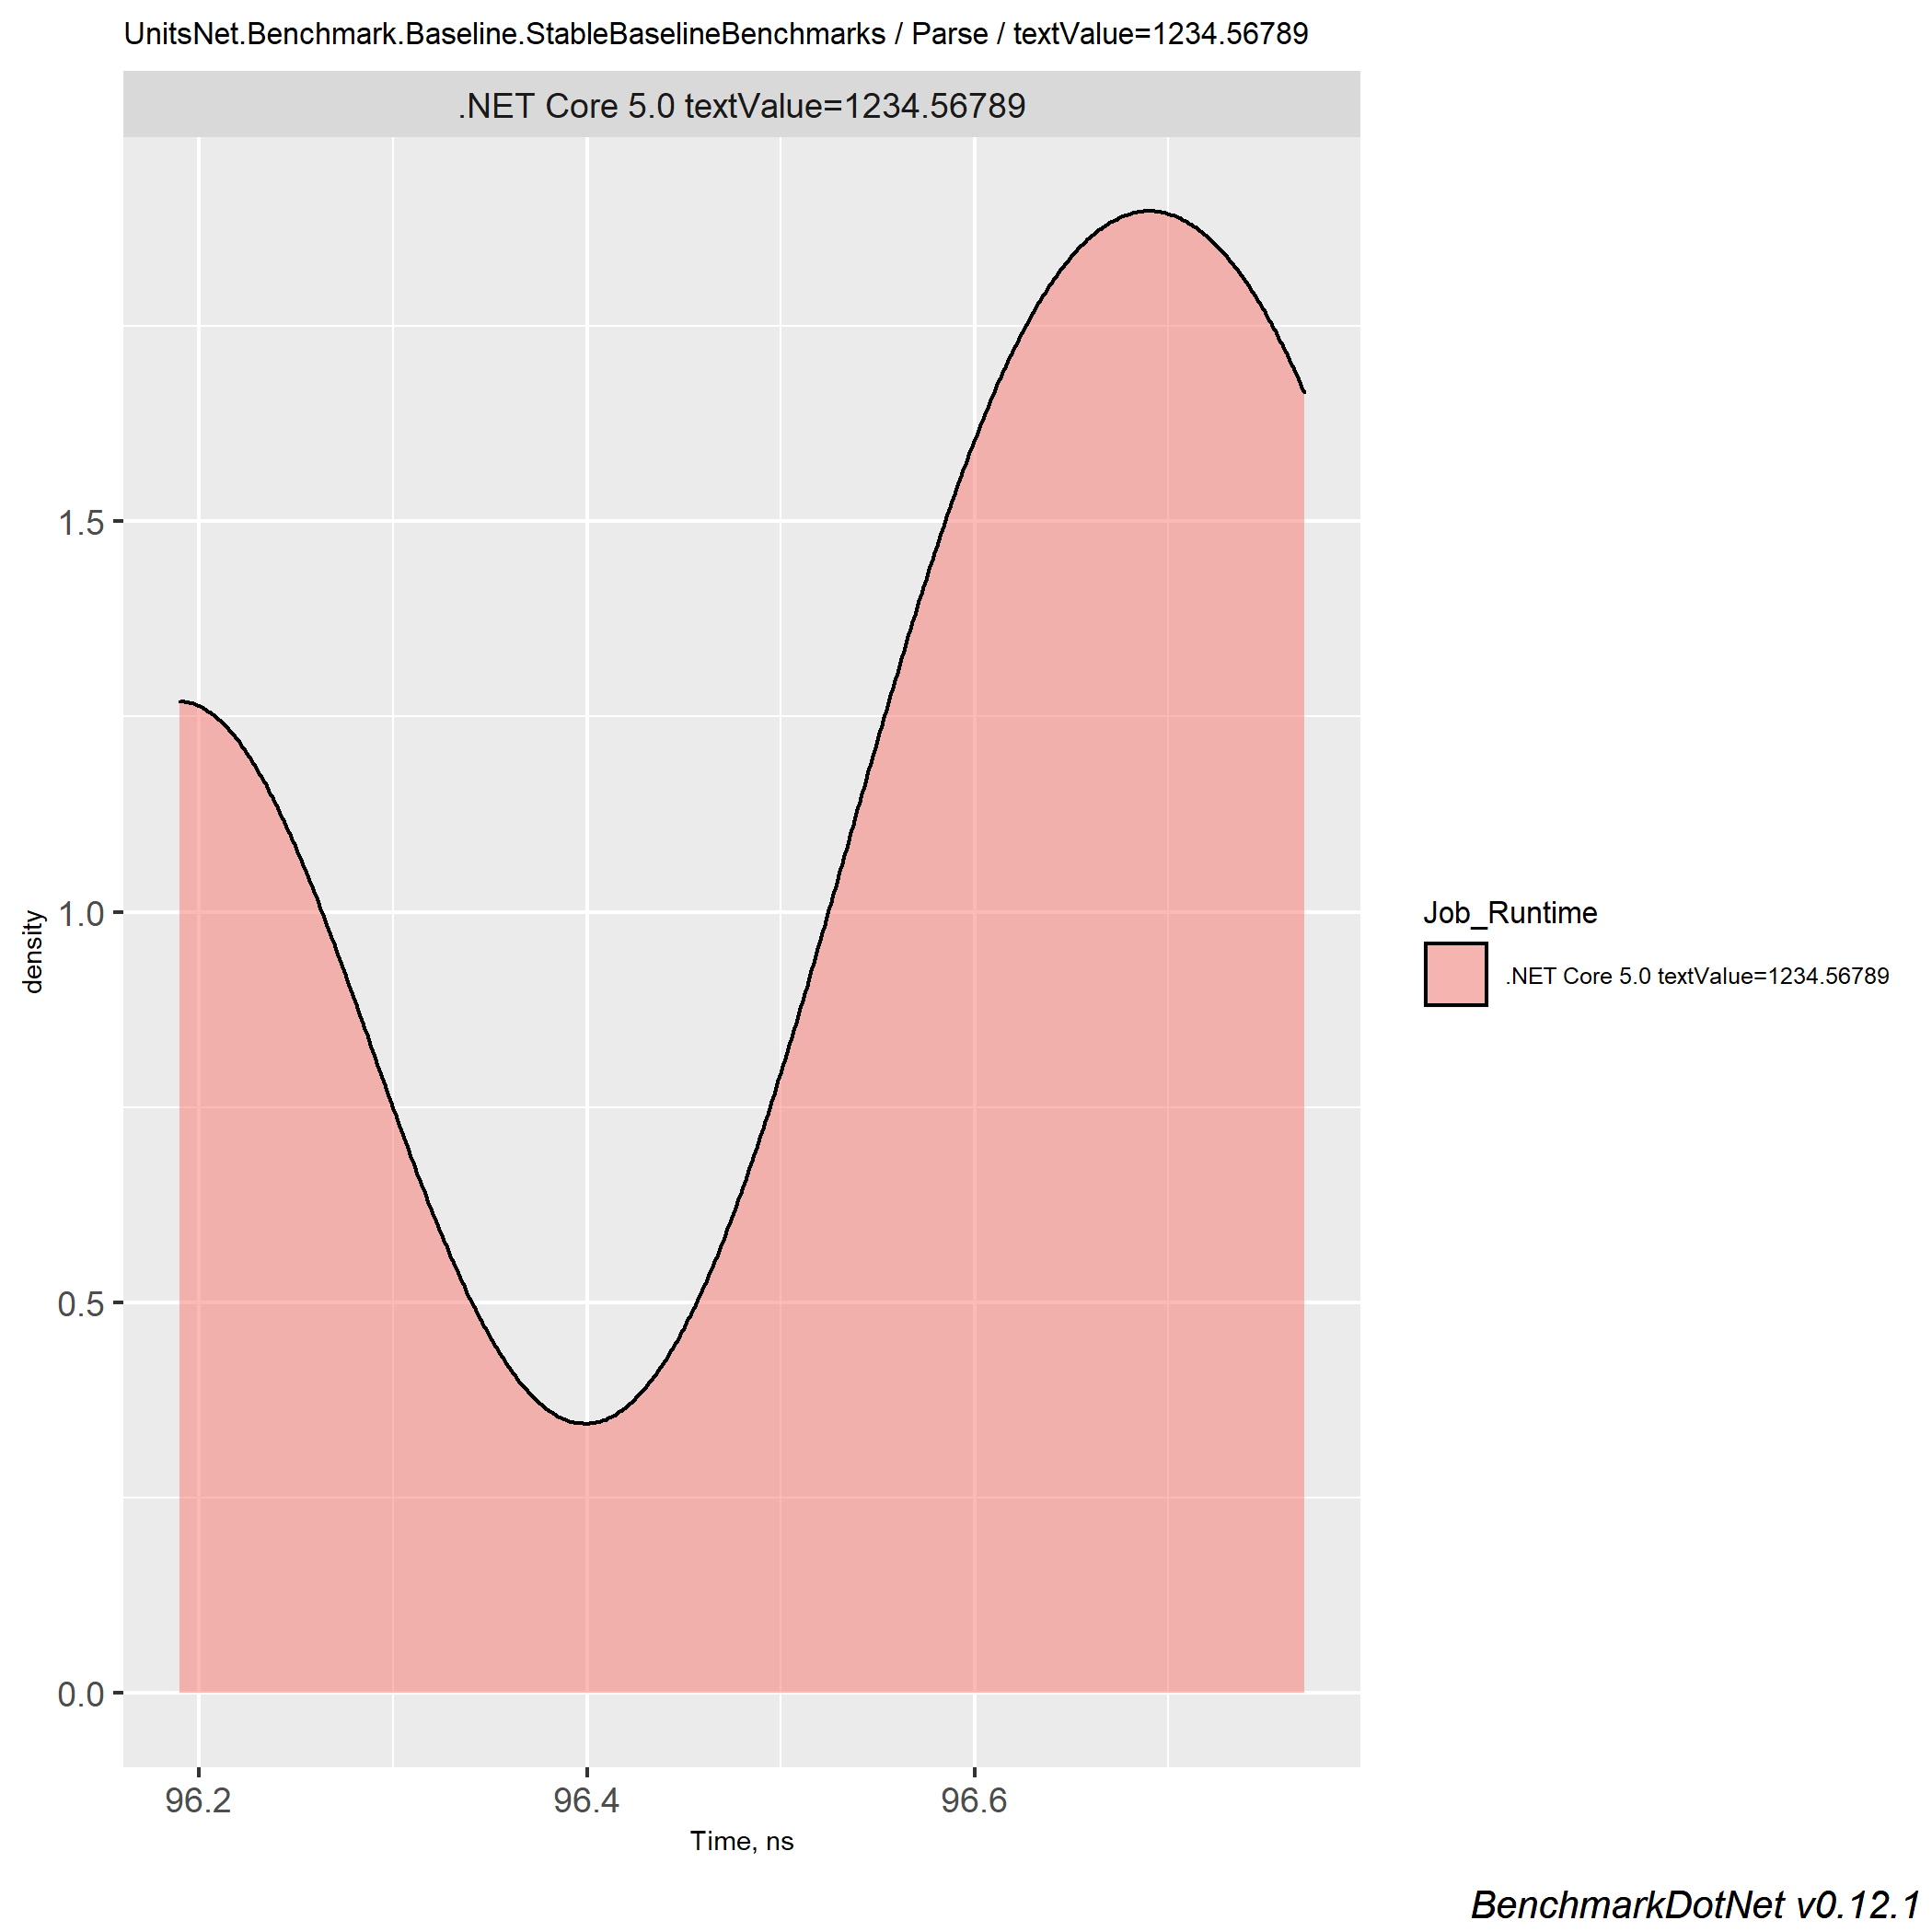 UnitsNet.Benchmark.Baseline.StableBaselineBenchmarks / Parse / textValue=1234.56789
.NET Core 5.0 textValue=1234.56789
1.5
1.0
0.5
0.0
density
96.2 96.4 96.6
Time, ns
Job_Runtime
.NET Core 5.0 textValue=1234.56789
BenchmarkDotNet v0.12.1